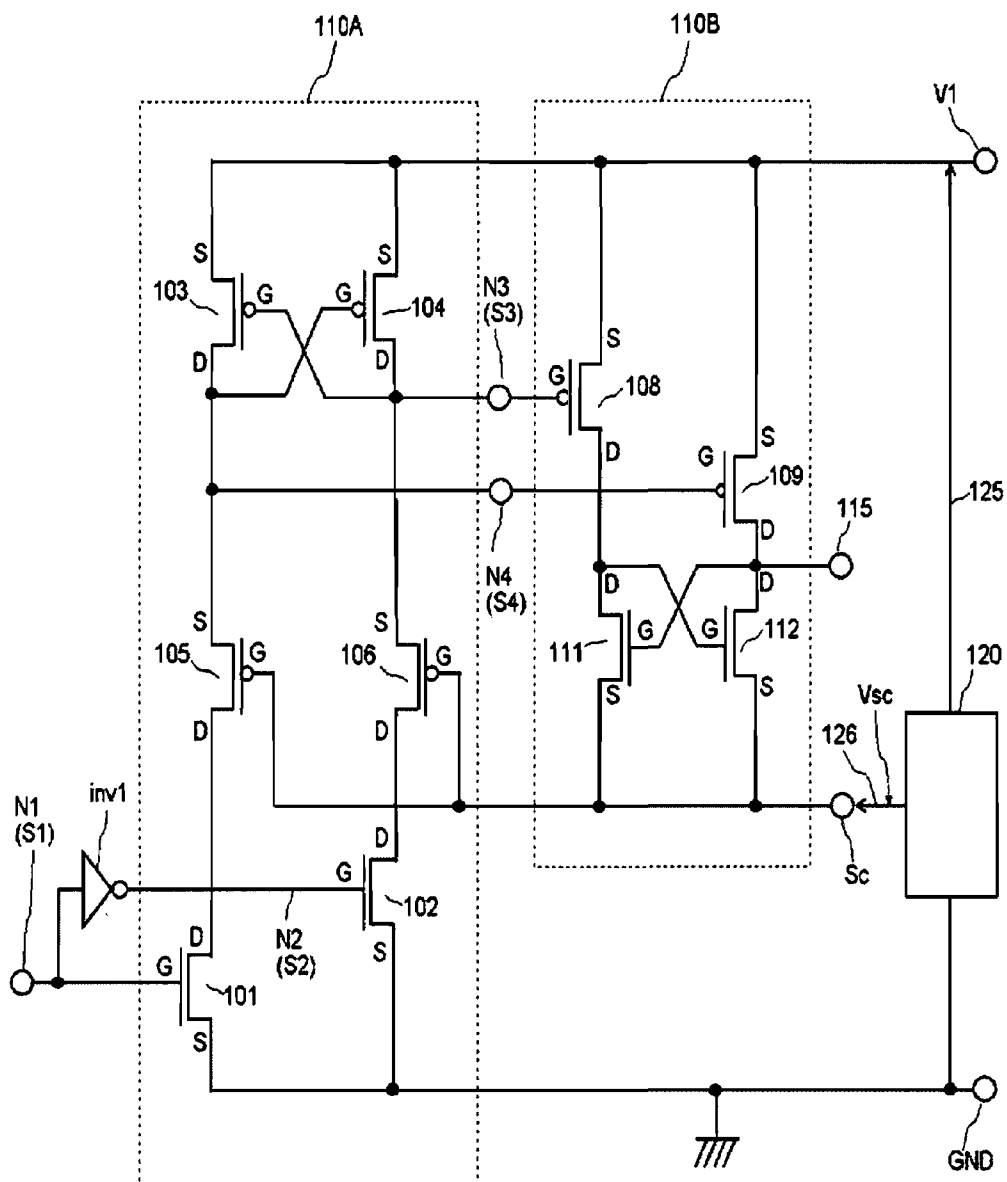 110A
110B
V1
S
S
103
G
G
104
N3
(S3)
D
D
S
G
108
D
S
G
109
125
N4
(S4)
D
115
D
D
S
S
105
G
106
G
111
G
G
112
120
S
S
Vsc
D
D
126
inv1
N1
(S1)
D
Sc
G
102
N2
(S2)
D
S
G
101
S
GND